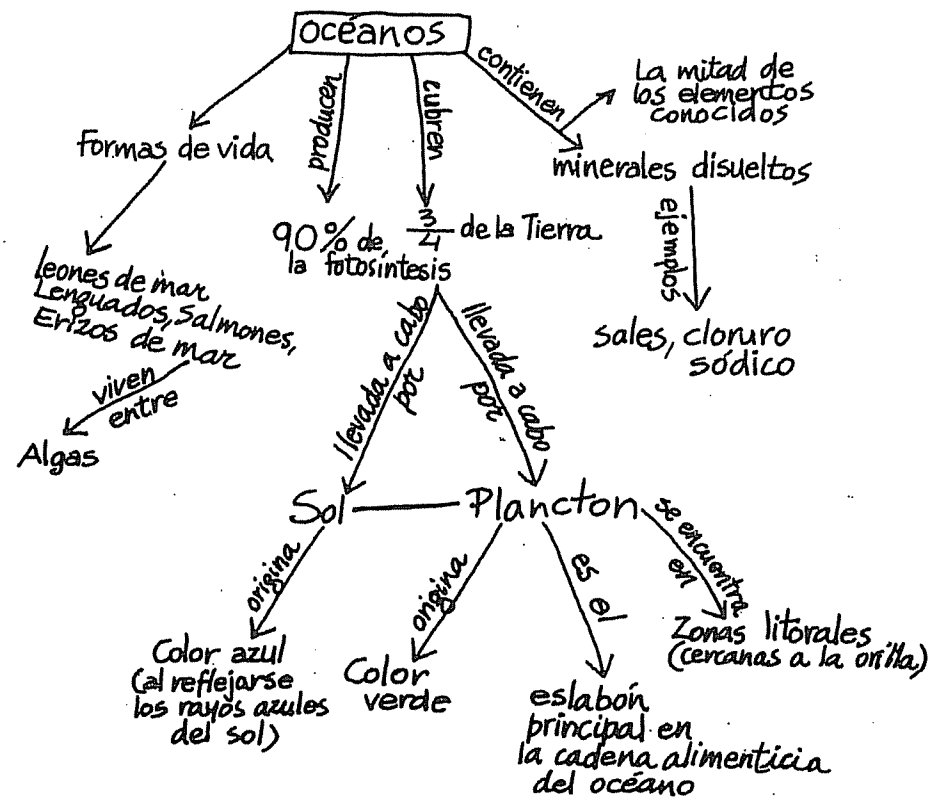 océanos
producen
cubren
contienen
La mitad de
los elementos
conocidos
Formas de vida
minerales disueltos
90% de
la fotosíntesis
3/4 de la Tierra
ejemplos
leones de mar
Lenguados, Salmones,
Erizos de mar
sales, cloruro
sódico
viven
entre
Algas
llevada a cabo
por
llevada a cabo
por
Sol
Plancton
se encuentra
en
origina
origina
es el
Zonas litorales
(cercanas a la orilla)
Color azul
(al reflejarse
los rayos azules
del sol)
Color
verde
eslabón
principal en
la cadena alimenticia
del océano